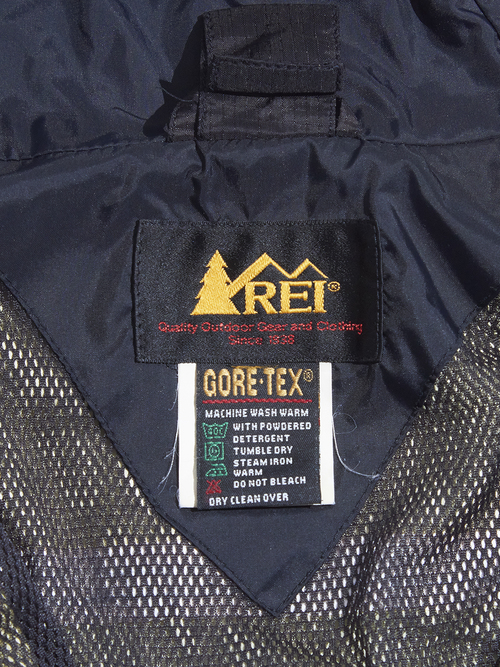 REI®
Quality Outdoor Gear and Clothing
Since 1938
GORE-TEX®
MACHINE WASH WARM
WITH POWDERED
DETERGENT
TUMBLE DRY
STEAM IRON
WARM
DO NOT BLEACH
DRY CLEAN OVER